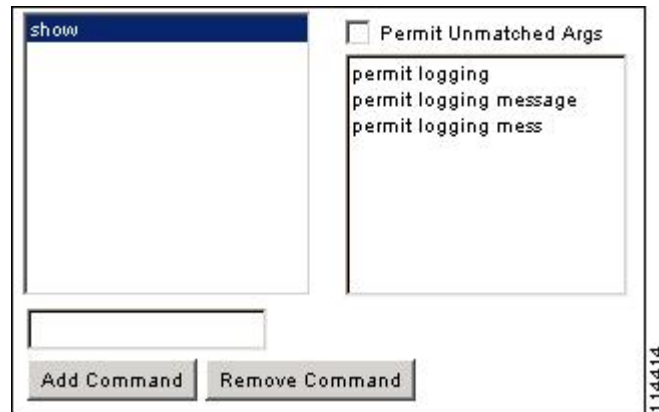 show
Permit Unmatched Args
permit logging
permit logging message
permit logging mess
Add Command
Remove Command
114414